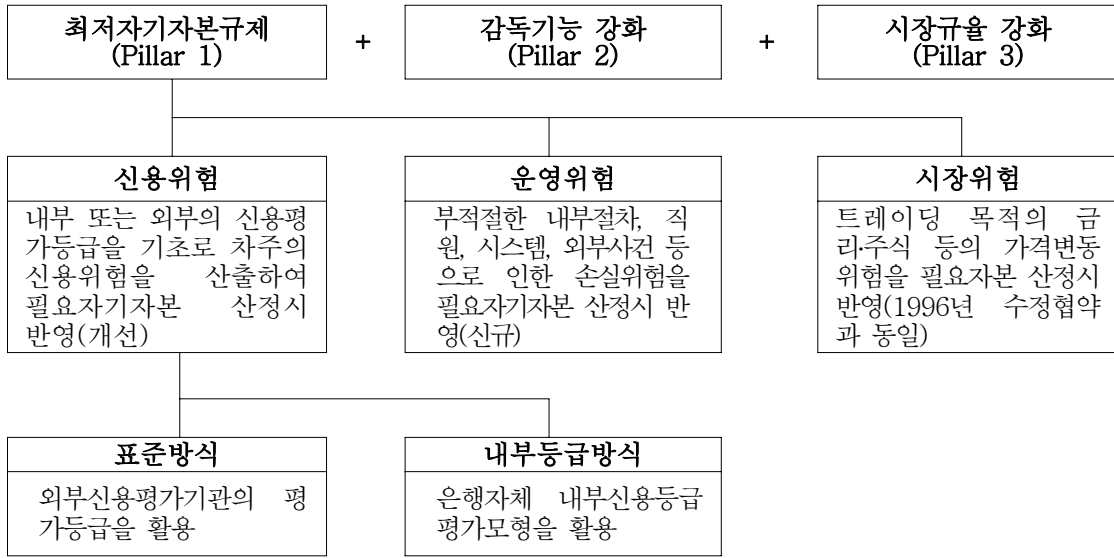 최저자기자본규제
(Pillar 1)
+
감독기능 강화
(Pillar 2)
+
시장규율 강화
(Pillar 3)
신용위험
내부 또는 외부의 신용평
가등급을 기초로 차주의
신용위험을 산출하여
필요자기자본 산정시
반영(개선)
운영위험
부적절한 내부절차, 직
원, 시스템, 외부사건 등
으로 인한 손실위험을
필요자기자본 산정시 반
영(신규)
시장위험
트레이딩 목적의 금
리·주식 등의 가격변동
위험을 필요자본 산정시
반영(1996년 수정협약
과 동일)
표준방식
외부신용평가기관의 평
가등급을 활용
내부등급방식
은행자체 내부신용등급
평가모형을 활용